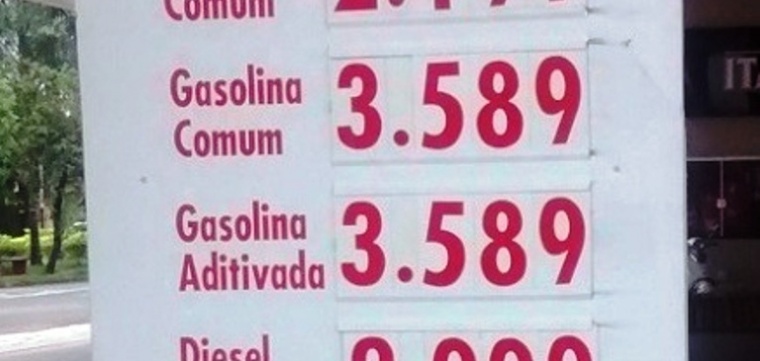 Comum
Gasolina
Comum
3.589
Gasolina
Aditivada
3.589
Diesel